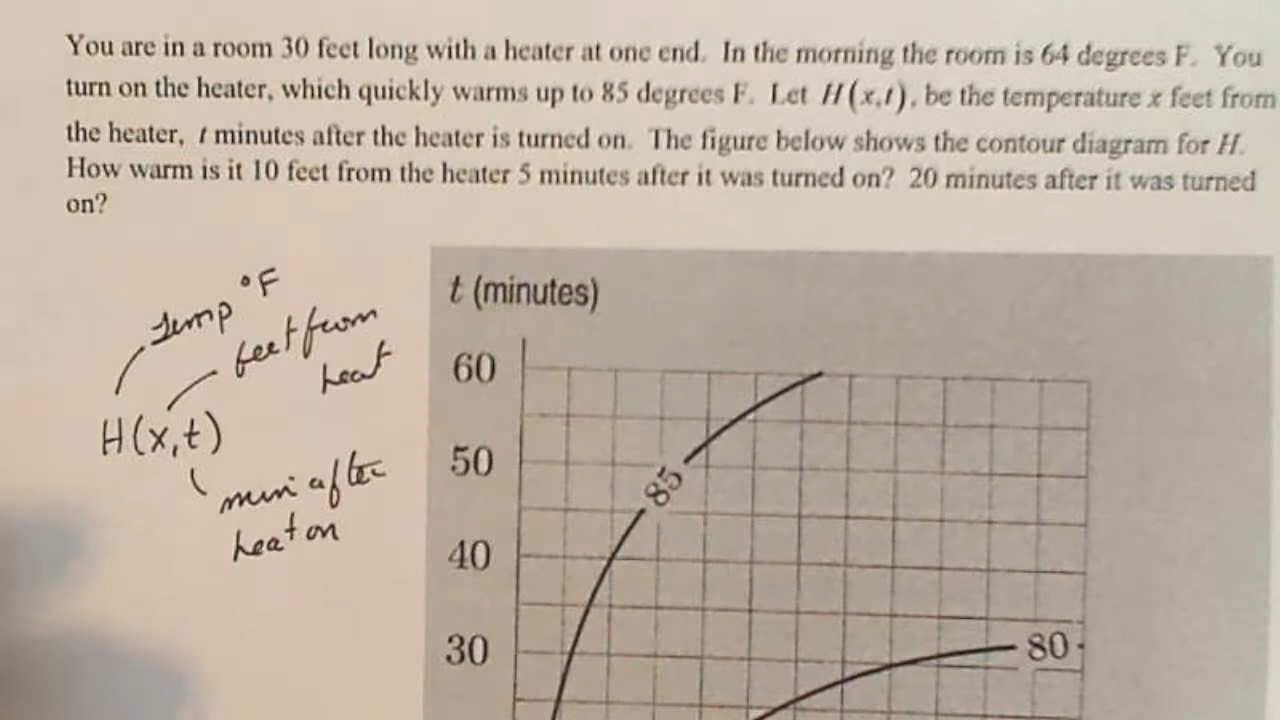 You are in a room 30 feet long with a heater at one end. In the morning the room is 64 degrees F. You
turn on the heater, which quickly warms up to 85 degrees F. Let H(x,t), be the temperature x feet from
the heater, t minutes after the heater is turned on. The figure below shows the contour diagram for H.
How warm is it 10 feet from the heater 5 minutes after it was turned on? 20 minutes after it was turned
on?
temp °F
feet from
heat
H(x,t)
min after
heat on
t (minutes)
60
50
85
40
30
80